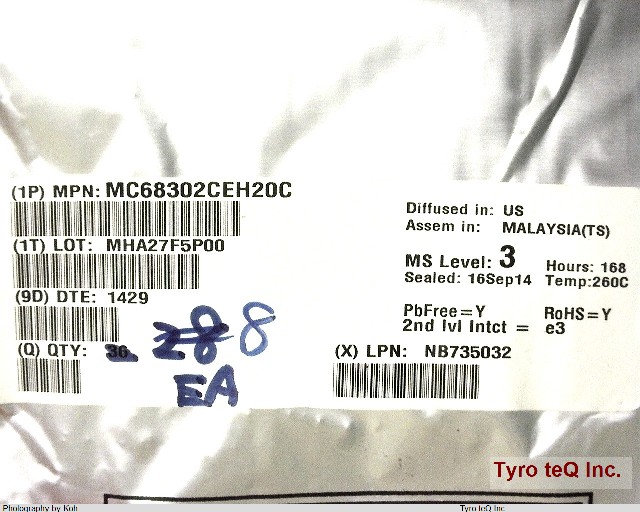 (1P) MPN: MC68302CEH20C
(1T) LOT: MHA27F5P00
(9D) DTE: 1429
(Q) QTY: 36 28 8
EA
Diffused in: US
Assem in: MALAYSIA(TS)
MS Level: 3 Hours: 168
Sealed: 16Sep14 Temp:260C
PbFree=Y RoHS=Y
2nd lvl Intct = e3
(X) LPN: NB735032
Tyro teQ Inc.
Photography by Koh Tyro teQ Inc